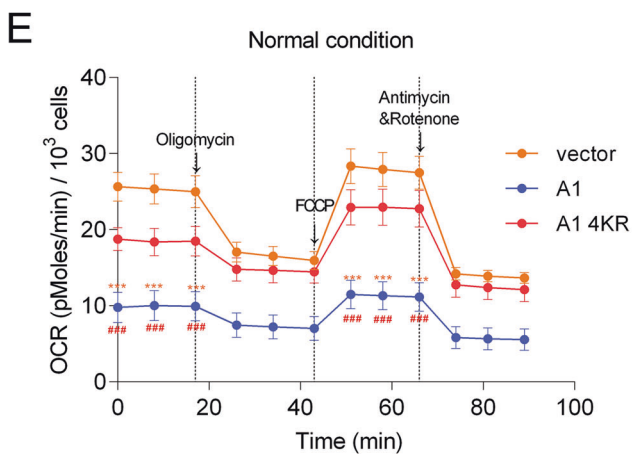 E
Normal condition
OCR (pMoles/min) / 10³ cells
40
30
20
10
0
Oligomycin
FCCP
Antimycin
&Rotenone
vector
A1
A1 4KR
*** *** *** *** *** ***
### ### ### ### ### ###
0 20 40 60 80 100
Time (min)